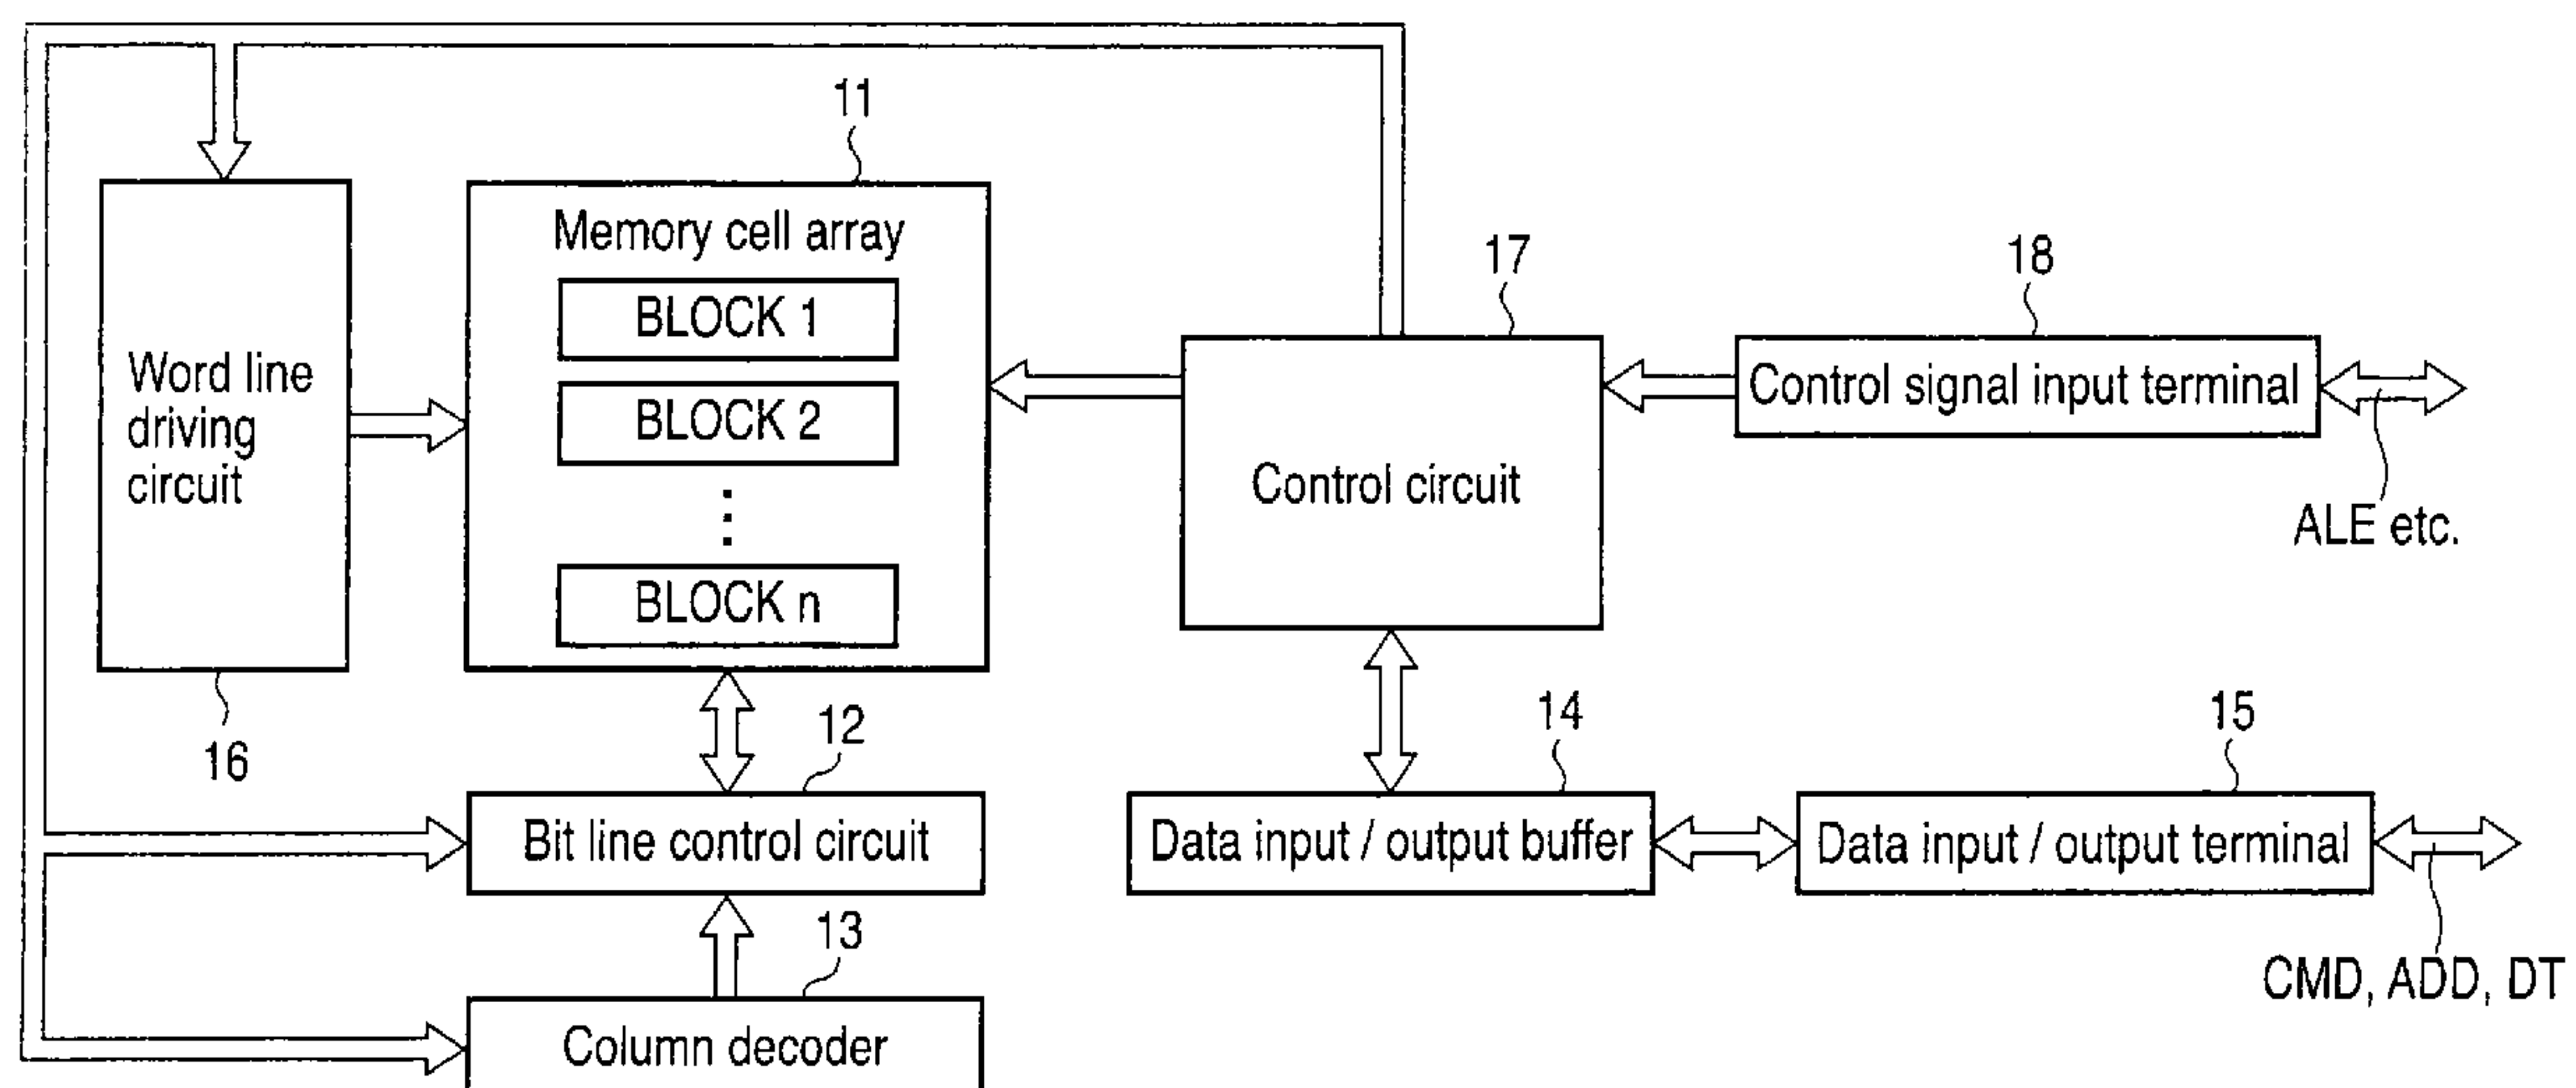 11
Memory cell array
BLOCK 1
BLOCK 2
BLOCK n
Word line
driving
circuit
16
17
Control circuit
18
Control signal input terminal
ALE etc.
12
Bit line control circuit
13
Column decoder
14
Data input / output buffer
15
Data input / output terminal
CMD, ADD, DT